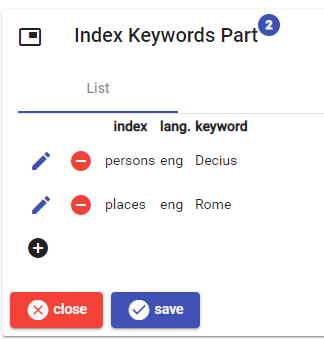 Index Keywords Part 2
List
index lang. keyword
persons eng Decius
places eng Rome
close save